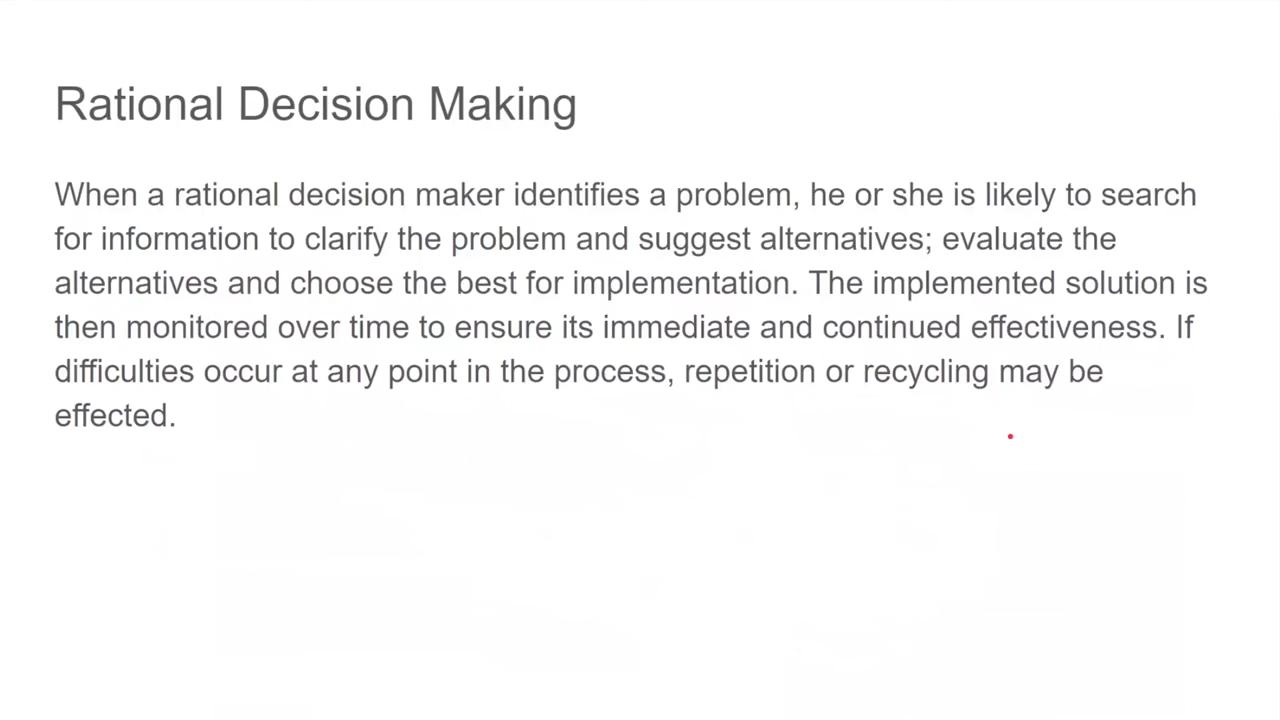 Rational Decision Making
When a rational decision maker identifies a problem, he or she is likely to search
for information to clarify the problem and suggest alternatives; evaluate the
alternatives and choose the best for implementation. The implemented solution is
then monitored over time to ensure its immediate and continued effectiveness. If
difficulties occur at any point in the process, repetition or recycling may be
effected.